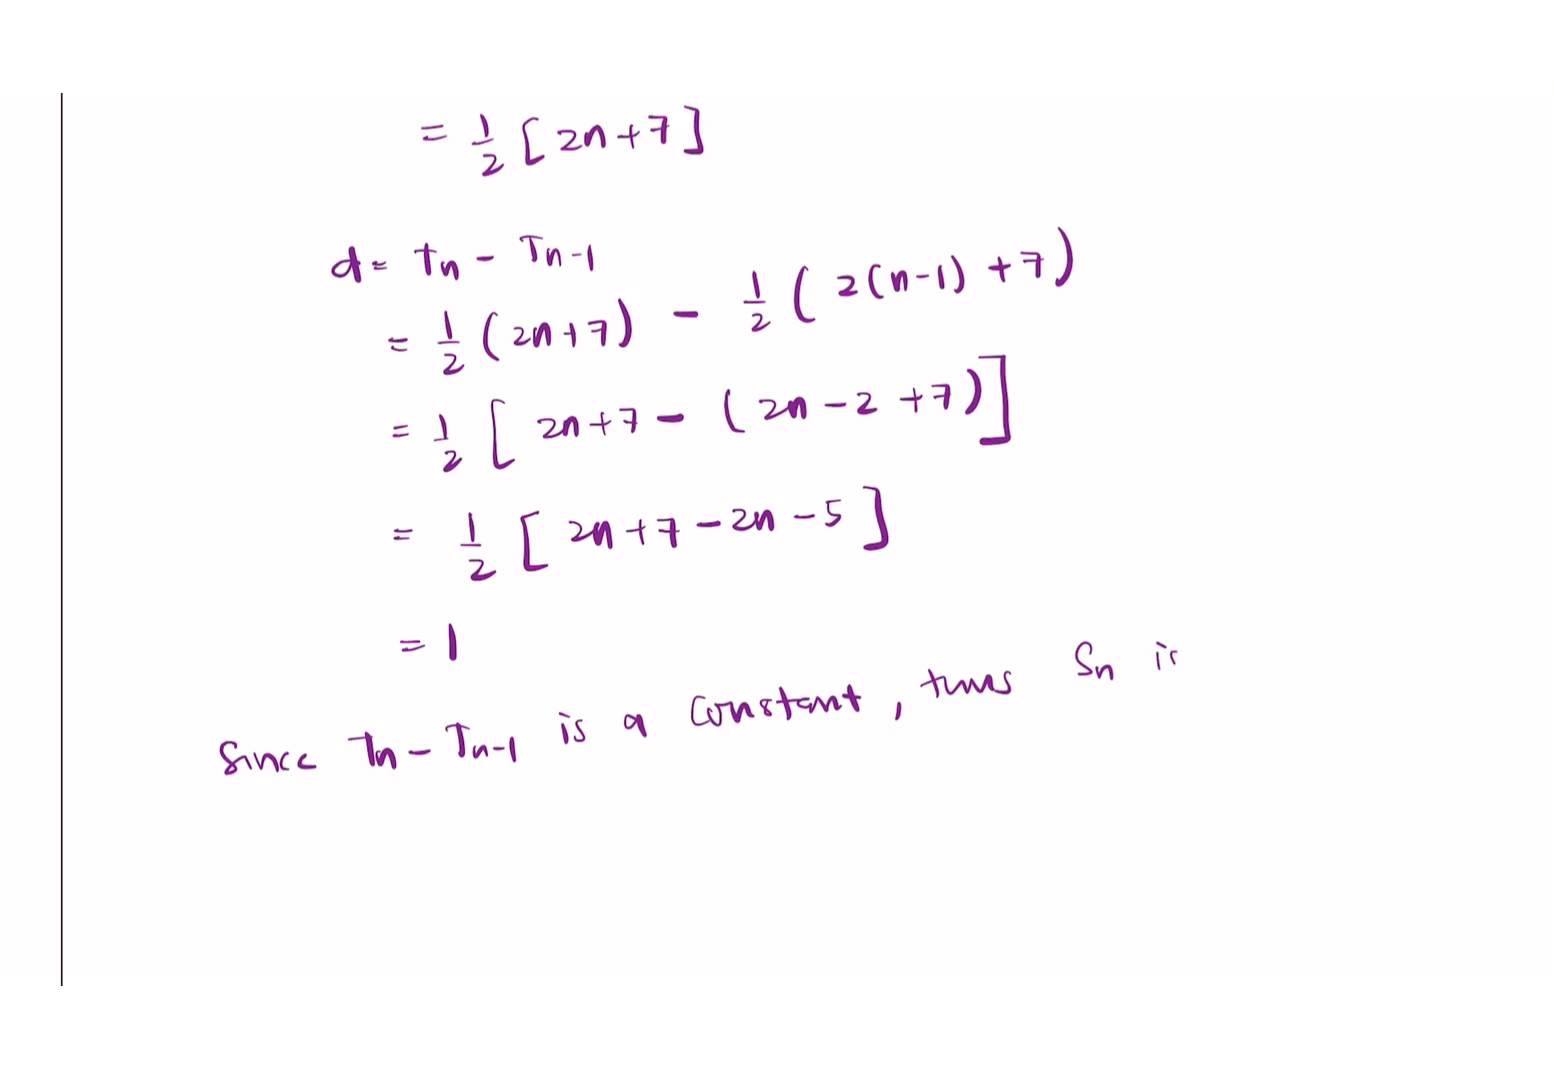 = 1/2 [2n+7]
d = Tn - Tn-1
= 1/2 (2n+7) - 1/2 (2(n-1) +7)
= 1/2 [2n+7 - (2n-2+7)]
= 1/2 [2n+7-2n-5]
= 1
Since Tn - Tn-1 is a constant, Sn is